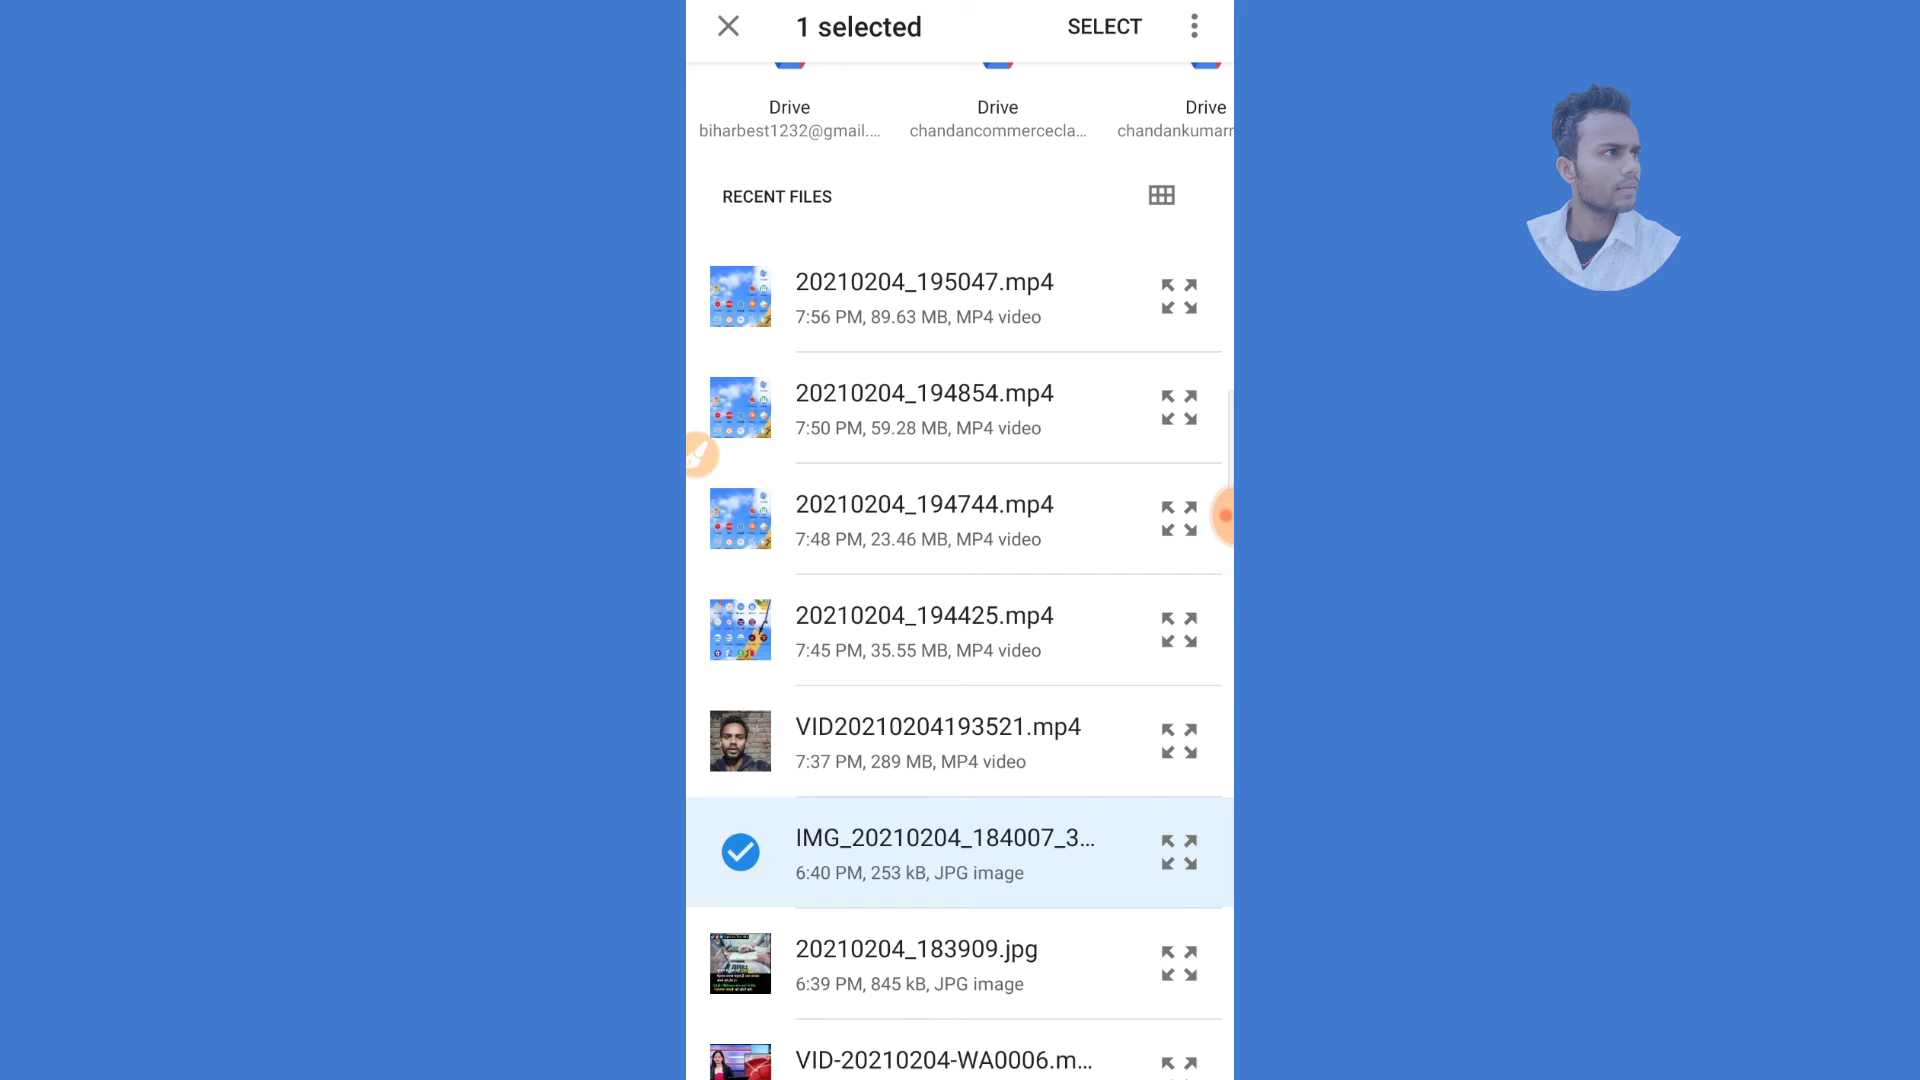 1 selected
SELECT
Drive
biharbest1232@gmail....
Drive
chandancommercecla...
Drive
chandankumarr
RECENT FILES
20210204_195047.mp4
7:56 PM, 89.63 MB, MP4 video
20210204_194854.mp4
7:50 PM, 59.28 MB, MP4 video
20210204_194744.mp4
7:48 PM, 23.46 MB, MP4 video
20210204_194425.mp4
7:45 PM, 35.55 MB, MP4 video
VID20210204193521.mp4
7:37 PM, 289 MB, MP4 video
IMG_20210204_184007_3...
6:40 PM, 253 kB, JPG image
20210204_183909.jpg
6:39 PM, 845 kB, JPG image
VID-20210204-WA0006.m...